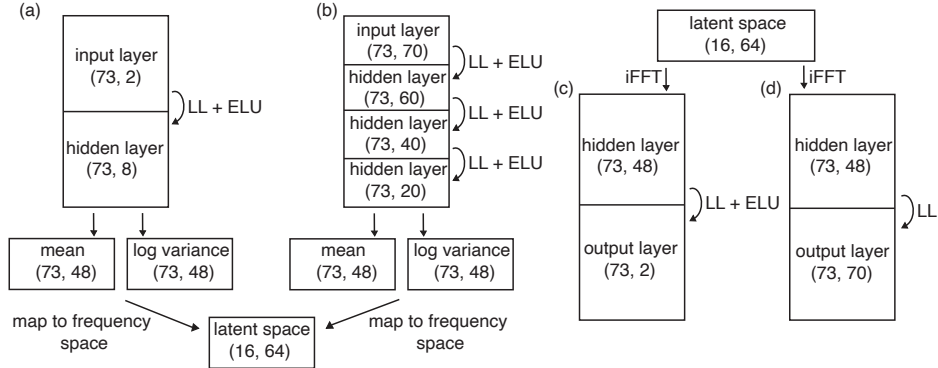 (a)
input layer
(73, 2)
LL + ELU
hidden layer
(73, 8)
mean
(73, 48)
log variance
(73, 48)
map to frequency
space
(b)
input layer
(73, 70)
LL + ELU
hidden layer
(73, 60)
LL + ELU
hidden layer
(73, 40)
LL + ELU
hidden layer
(73, 20)
mean
(73, 48)
log variance
(73, 48)
map to frequency
space
latent space
(16, 64)
latent space
(16, 64)
iFFT
iFFT
(c)
hidden layer
(73, 48)
LL + ELU
output layer
(73, 2)
(d)
hidden layer
(73, 48)
LL
output layer
(73, 70)